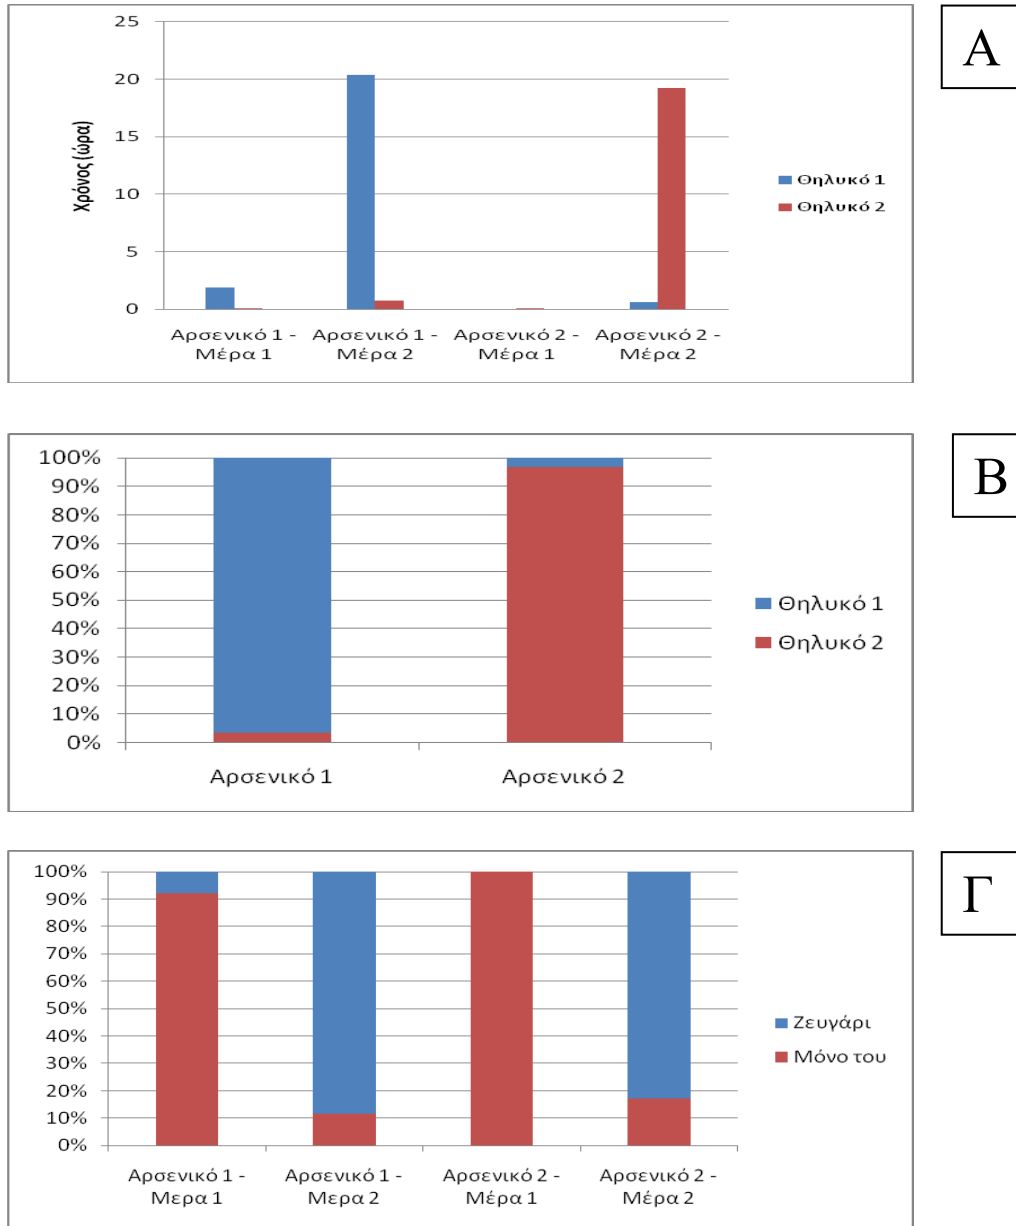 A
25
20
15
10
5
0
Χρόνος (ώρα)
Αρσενικό 1 -
Μέρα 1
Αρσενικό 1 -
Μέρα 2
Αρσενικό 2 -
Μέρα 1
Αρσενικό 2 -
Μέρα 2
Θηλυκό 1
Θηλυκό 2
B
100%
90%
80%
70%
60%
50%
40%
30%
20%
10%
0%
Αρσενικό 1
Αρσενικό 2
Θηλυκό 1
Θηλυκό 2
Γ
100%
90%
80%
70%
60%
50%
40%
30%
20%
10%
0%
Αρσενικό 1 -
Μερα 1
Αρσενικό 1 -
Μερα 2
Αρσενικό 2 -
Μέρα 1
Αρσενικό 2 -
Μέρα 2
Ζευγάρι
Μόνο του